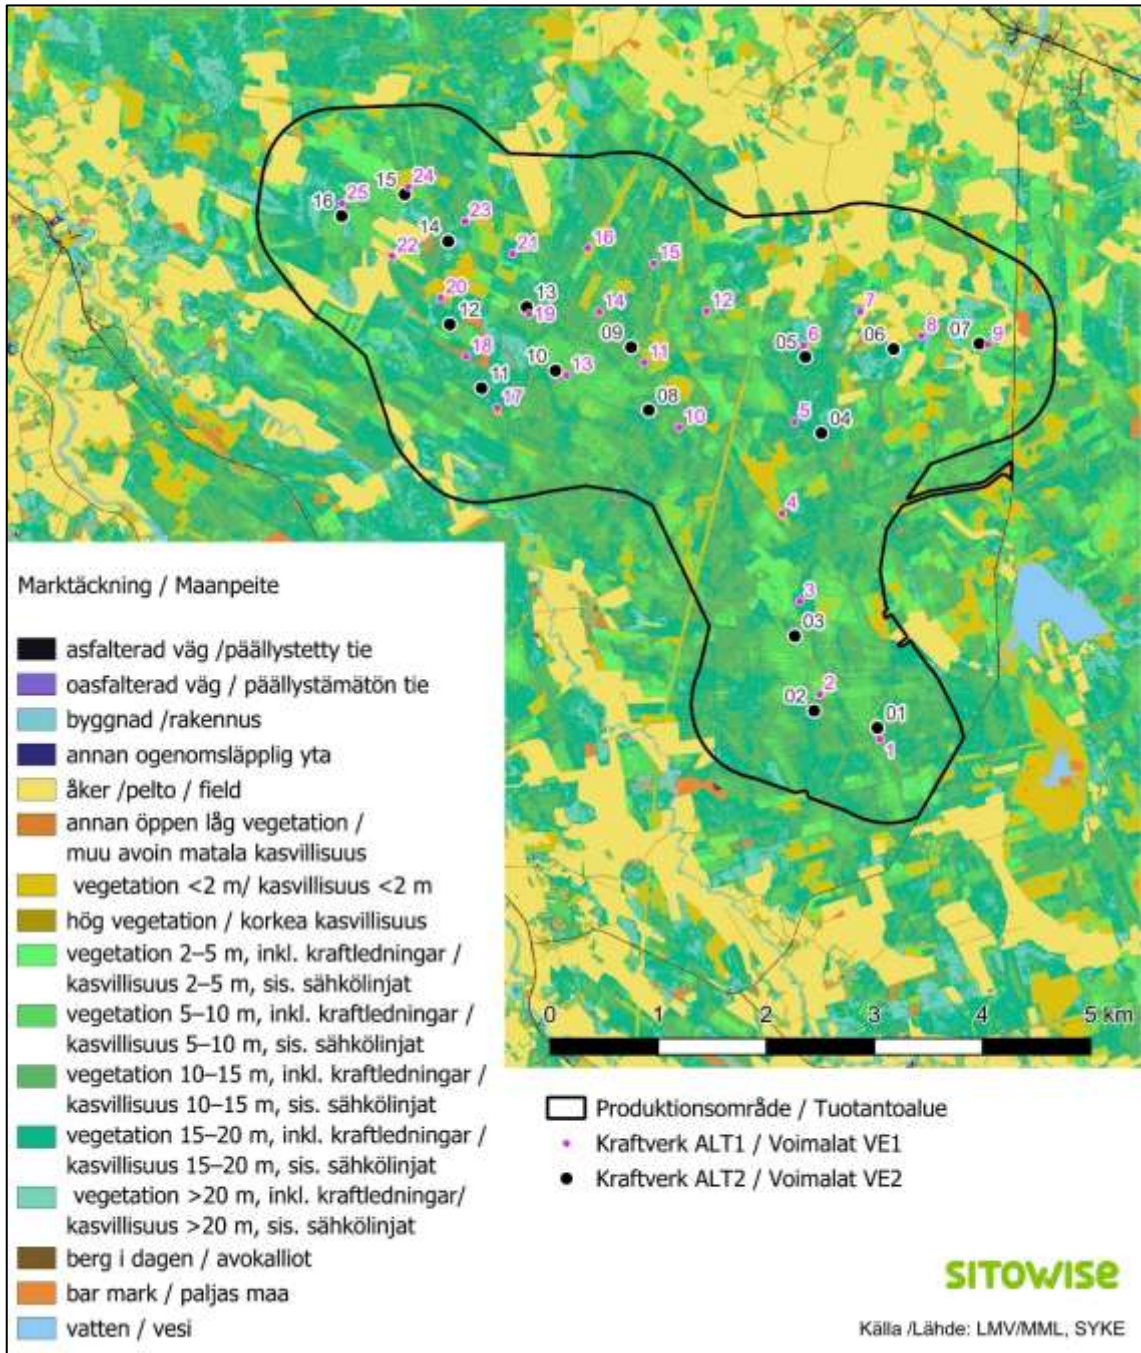 15
24
25
16
23
14
22
21
16
15
20
13
19
14
12
12
7
8
07
9
6
05
06
09
11
18
10
13
11
17
08
10
5
04
4
3
03
2
02
01
1
Marktäckning / Maanpeite
asfalterad väg /päällystetty tie
oasfalterad väg / päällystämätön tie
byggnad /rakennus
annan ogenomsläpplig yta
åker /pelto / field
annan öppen låg vegetation /
muu avoin matala kasvillisuus
vegetation <2 m/ kasvillisuus <2 m
hög vegetation / korkea kasvillisuus
vegetation 2–5 m, inkl. kraftledningar /
kasvillisuus 2–5 m, sis. sähkölinjat
vegetation 5–10 m, inkl. kraftledningar /
kasvillisuus 5–10 m, sis. sähkölinjat
vegetation 10–15 m, inkl. kraftledningar /
kasvillisuus 10–15 m, sis. sähkölinjat
vegetation 15–20 m, inkl. kraftledningar /
kasvillisuus 15–20 m, sis. sähkölinjat
vegetation >20 m, inkl. kraftledningar/
kasvillisuus >20 m, sis. sähkölinjat
berg i dagen / avokalliot
bar mark / paljas maa
vatten / vesi
0 1 2 3 4 5 km
Produktionsområde / Tuotantoalue
Kraftverk ALT1 / Voimalat VE1
Kraftverk ALT2 / Voimalat VE2
SITOWISE
Källa /Lähde: LMV/MML, SYKE